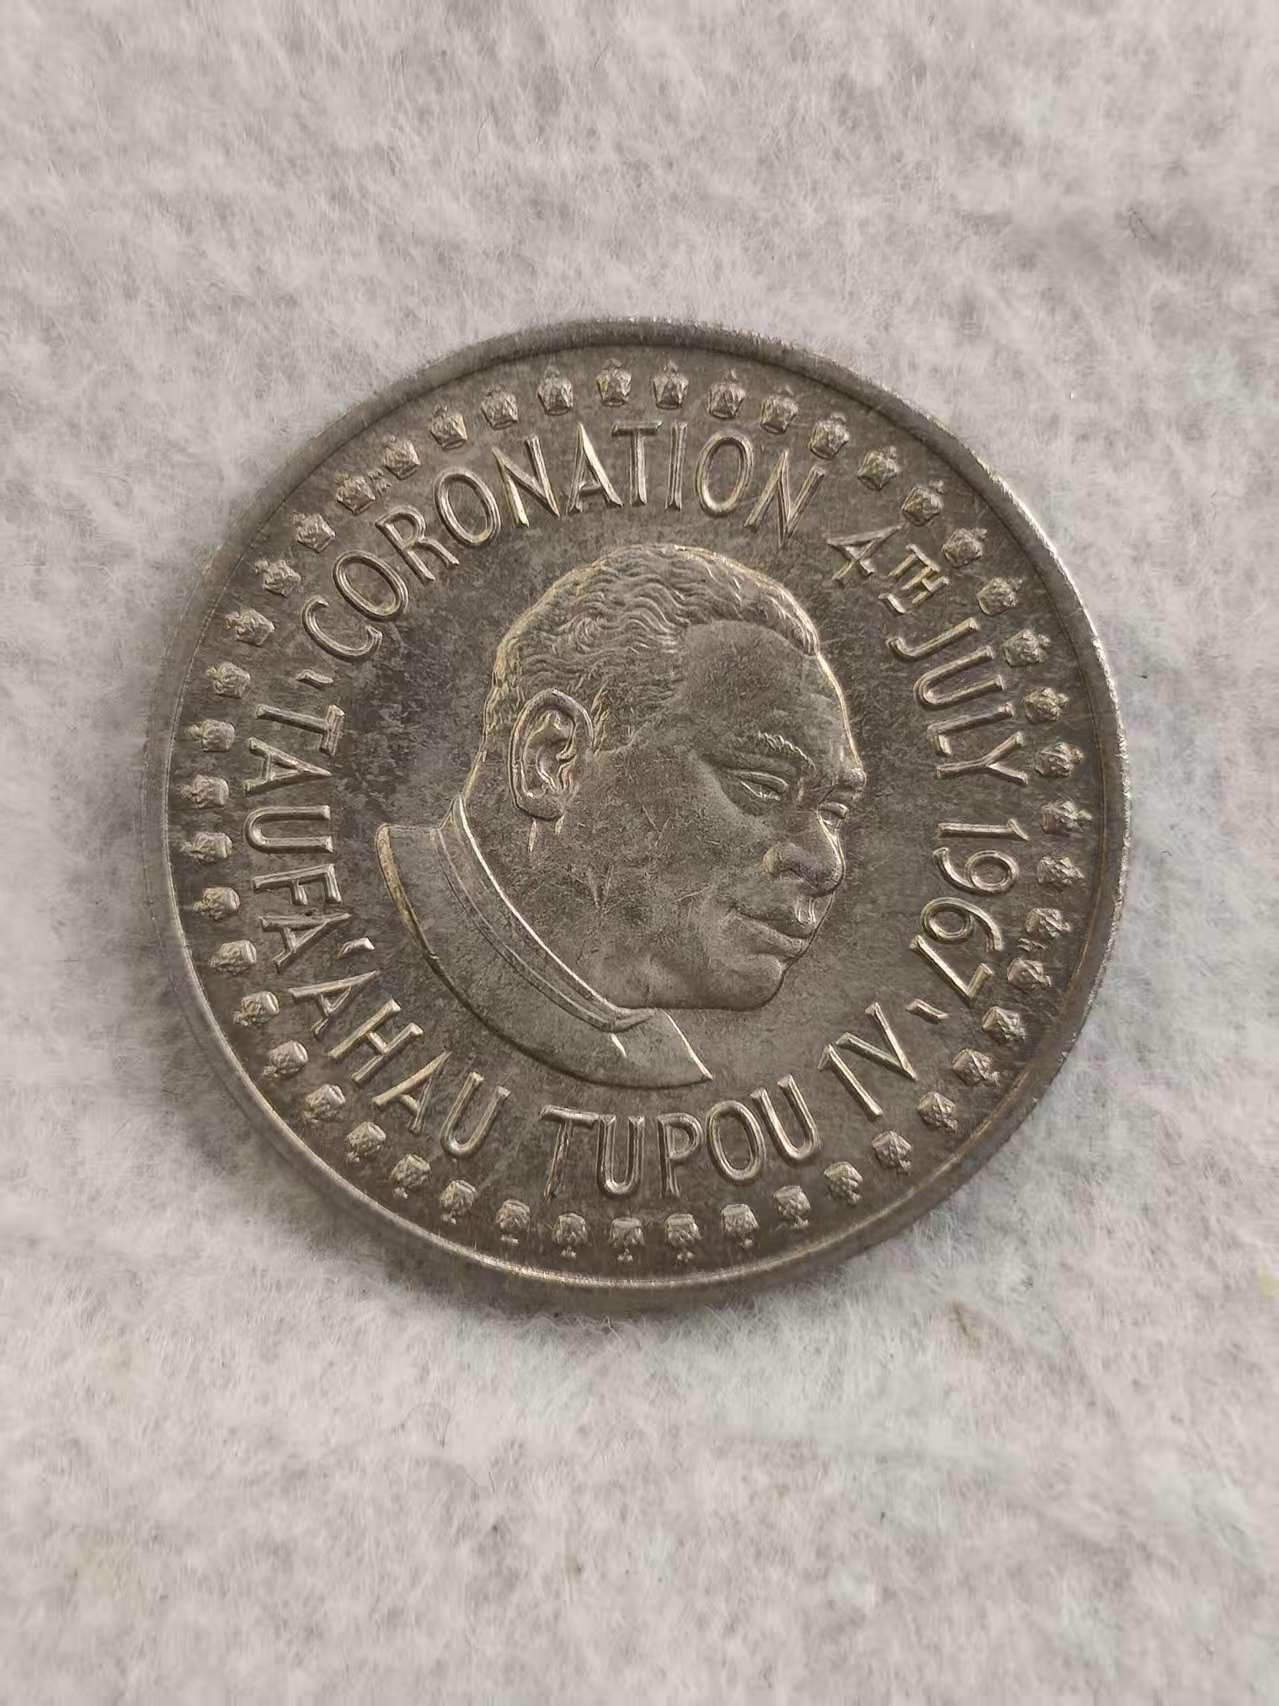 CORONATION 4TH JULY 1967
'TAUFA'AHAU TUPOU IV'